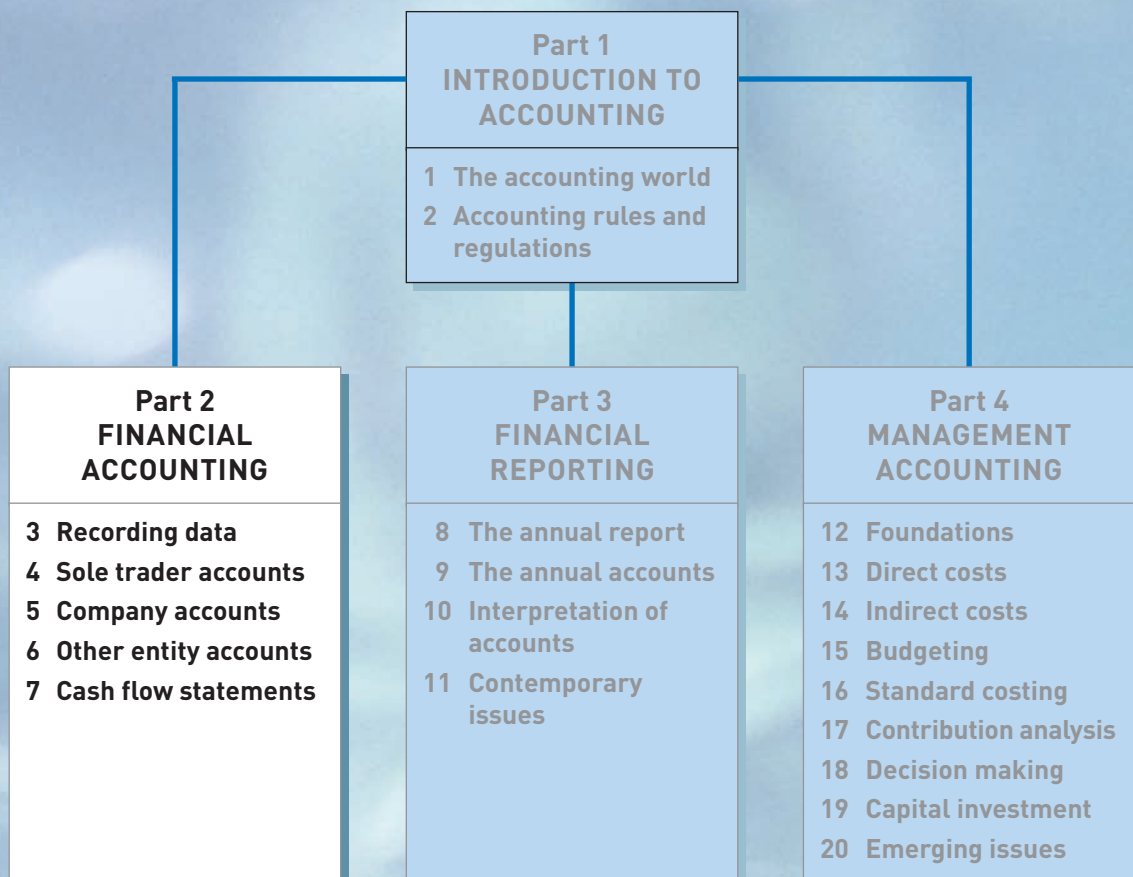 Part 1
INTRODUCTION TO
ACCOUNTING
1 The accounting world
2 Accounting rules and
regulations
Part 2
FINANCIAL
ACCOUNTING
3 Recording data
4 Sole trader accounts
5 Company accounts
6 Other entity accounts
7 Cash flow statements
Part 3
FINANCIAL
REPORTING
8 The annual report
9 The annual accounts
10 Interpretation of
accounts
11 Contemporary
issues
Part 4
MANAGEMENT
ACCOUNTING
12 Foundations
13 Direct costs
14 Indirect costs
15 Budgeting
16 Standard costing
17 Contribution analysis
18 Decision making
19 Capital investment
20 Emerging issues